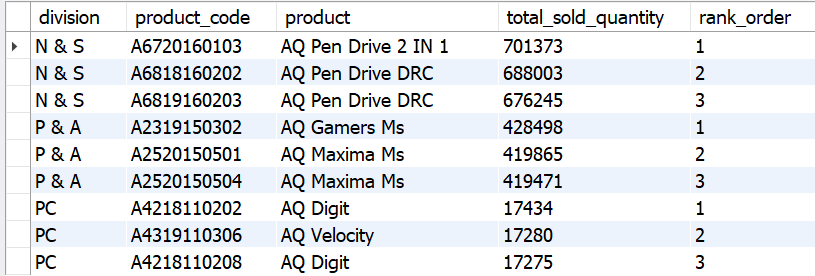 division product_code product total_sold_quantity rank_order
N & S A6720160103 AQ Pen Drive 2 IN 1 701373 1
N & S A6818160202 AQ Pen Drive DRC 688003 2
N & S A6819160203 AQ Pen Drive DRC 676245 3
P & A A2319150302 AQ Gamers Ms 428498 1
P & A A2520150501 AQ Maxima Ms 419865 2
P & A A2520150504 AQ Maxima Ms 419471 3
PC A4218110202 AQ Digit 17434 1
PC A4319110306 AQ Velocity 17280 2
PC A4218110208 AQ Digit 17275 3